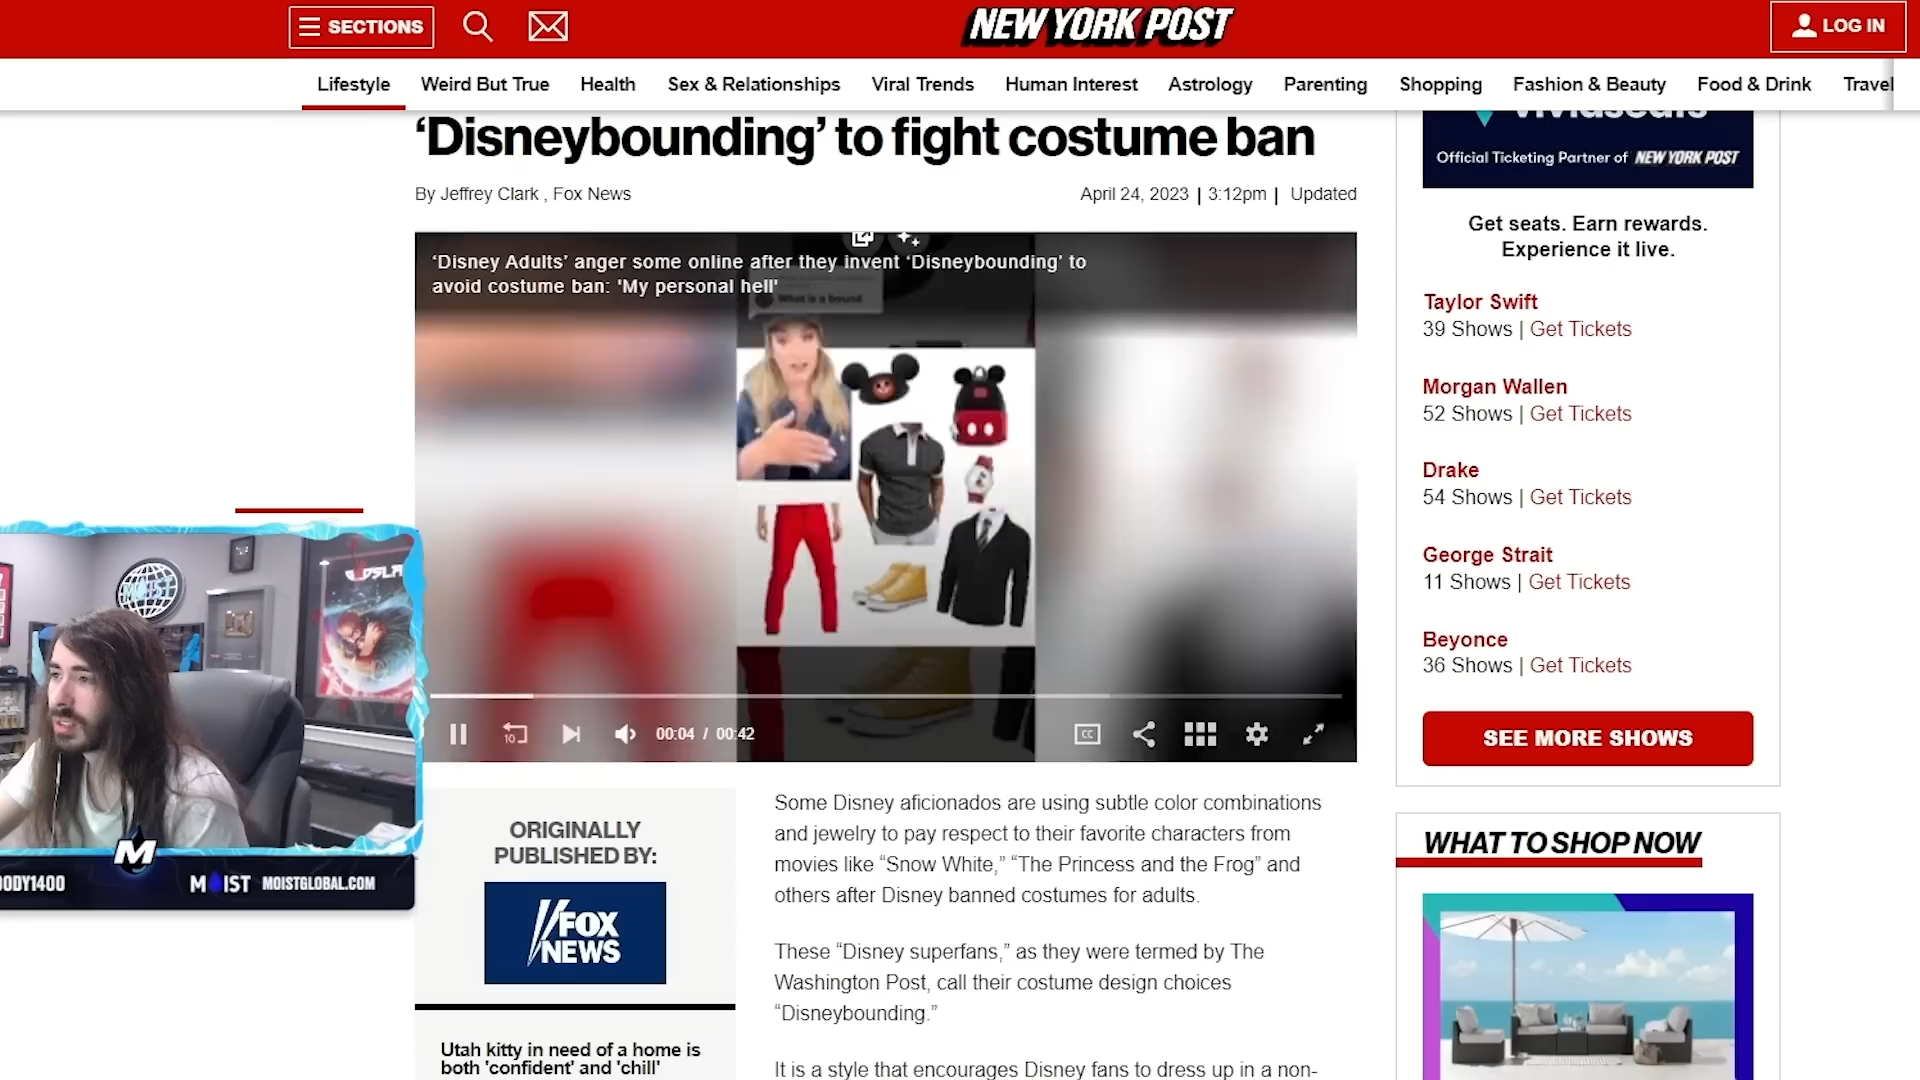 SECTIONS
NEW YORK POST
LOG IN
Lifestyle
Weird But True
Health
Sex & Relationships
Viral Trends
Human Interest
Astrology
Parenting
Shopping
Fashion & Beauty
Food & Drink
Travel
‘Disneybounding’ to fight costume ban
By Jeffrey Clark , Fox News
April 24, 2023 | 3:12pm | Updated
‘Disney Adults’ anger some online after they invent ‘Disneybounding’ to
avoid costume ban: 'My personal hell'
What is a bound
10
00:04 / 00:42
CC
MOIST
M
OODY1400
MOIST MOISTGLOBAL.COM
ORIGINALLY
PUBLISHED BY:
FOX
NEWS
Utah kitty in need of a home is
both 'confident' and 'chill'
Some Disney aficionados are using subtle color combinations
and jewelry to pay respect to their favorite characters from
movies like “Snow White,” “The Princess and the Frog” and
others after Disney banned costumes for adults.
These “Disney superfans,” as they were termed by The
Washington Post, call their costume design choices
“Disneybounding.”
It is a style that encourages Disney fans to dress up in a non-
vividseats
Official Ticketing Partner of NEW YORK POST
Get seats. Earn rewards.
Experience it live.
Taylor Swift
39 Shows | Get Tickets
Morgan Wallen
52 Shows | Get Tickets
Drake
54 Shows | Get Tickets
George Strait
11 Shows | Get Tickets
Beyonce
36 Shows | Get Tickets
SEE MORE SHOWS
WHAT TO SHOP NOW